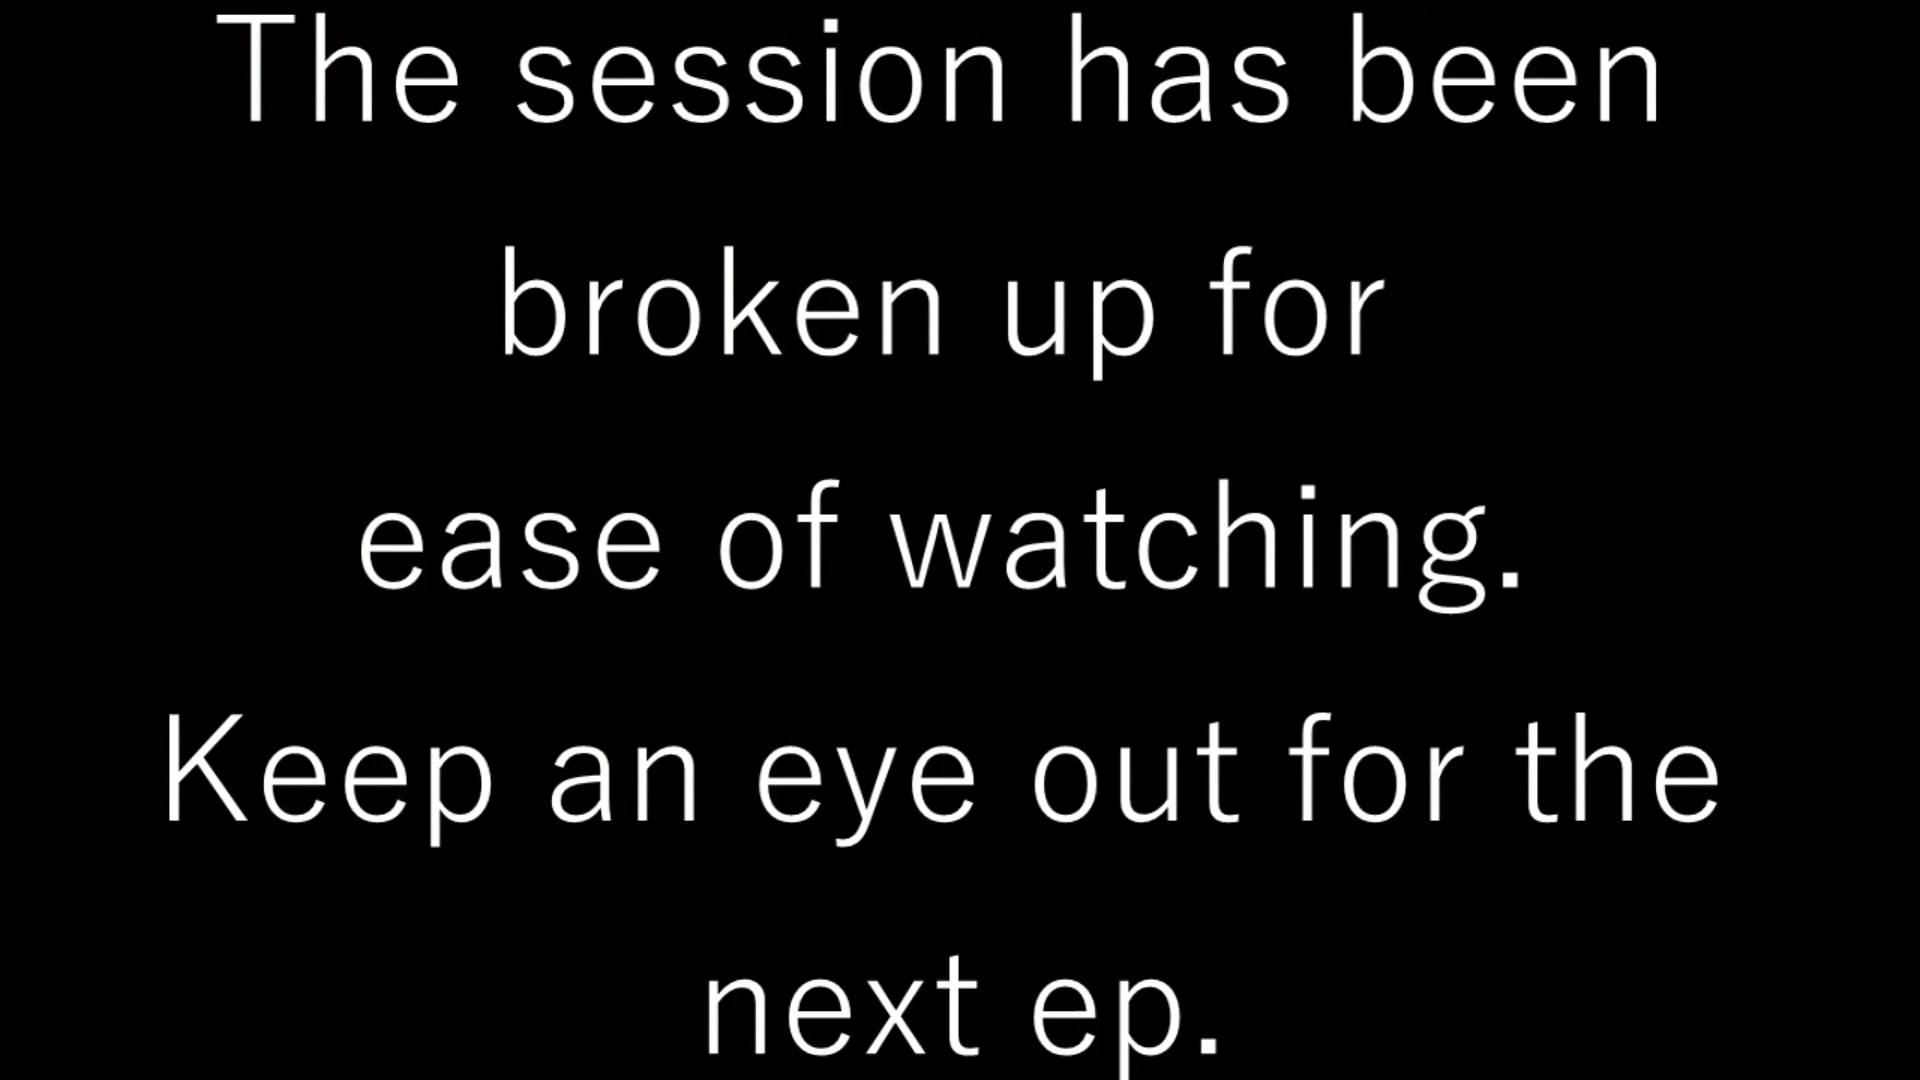 The session has been
broken up for
ease of watching.
Keep an eye out for the
next ep.